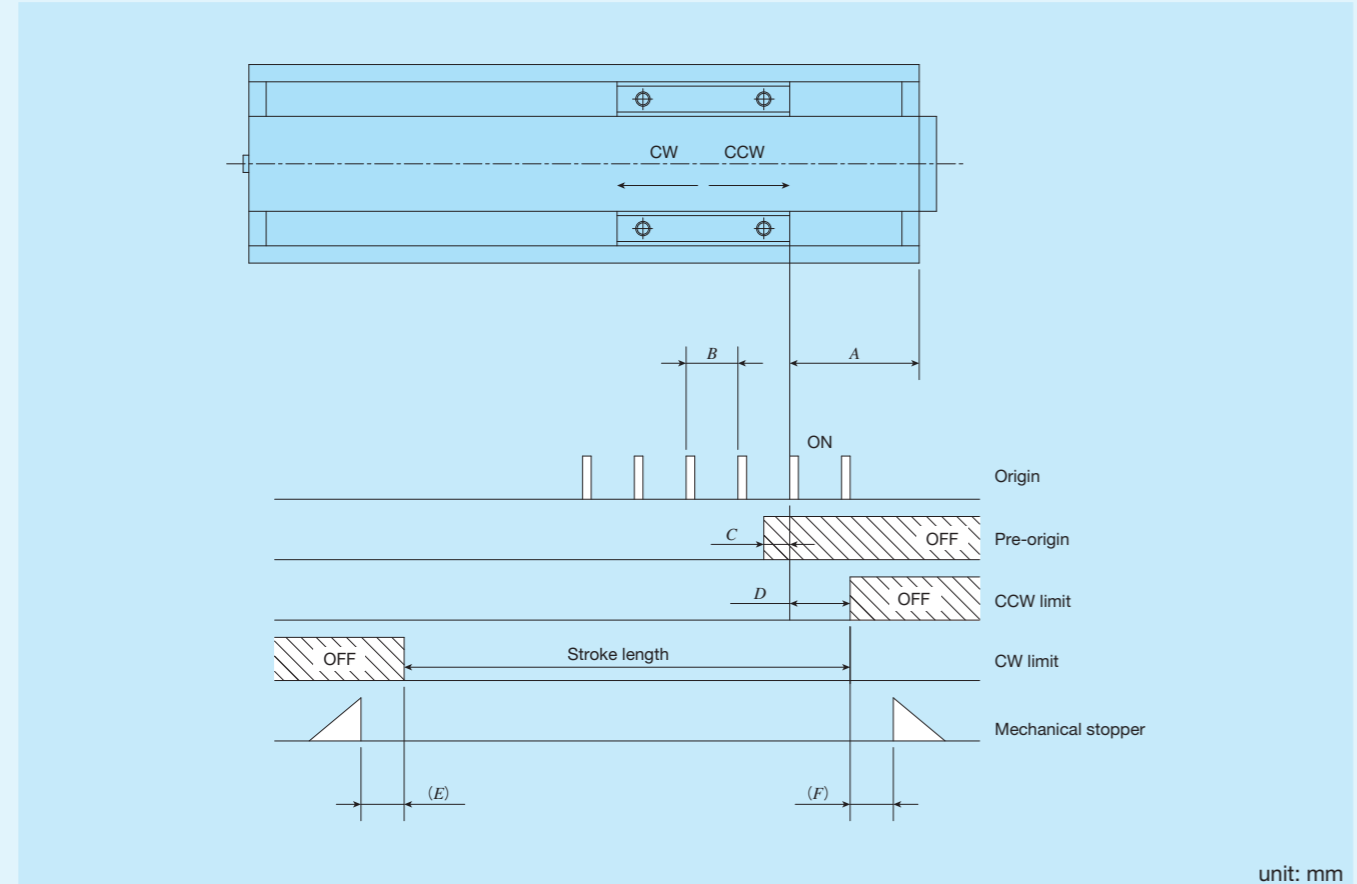 CW CCW
B A
ON
Origin
C OFF Pre-origin
D OFF CCW limit
OFF Stroke length CW limit
Mechanical stopper
(E) (F)
unit: mm